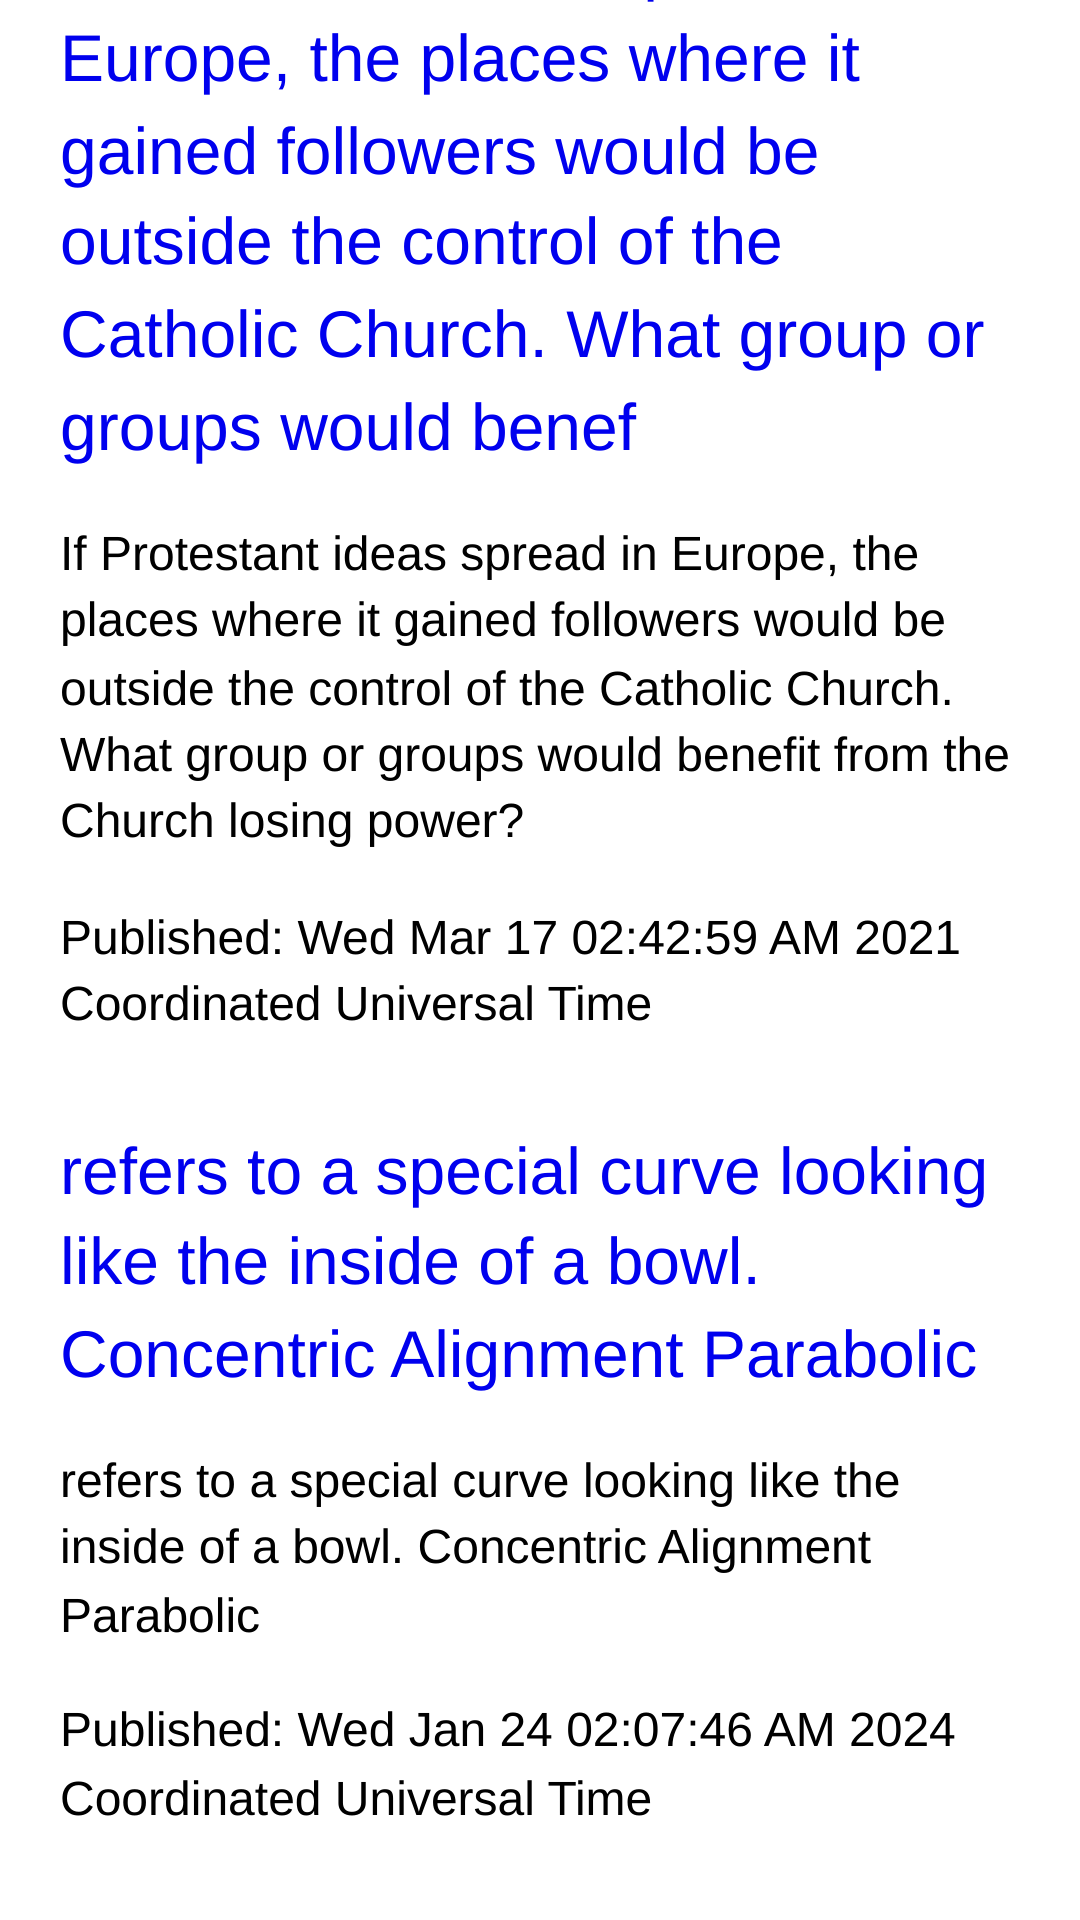 Europe, the places where it
gained followers would be
outside the control of the
Catholic Church. What group or
groups would benef
If Protestant ideas spread in Europe, the
places where it gained followers would be
outside the control of the Catholic Church.
What group or groups would benefit from the
Church losing power?
Published: Wed Mar 17 02:42:59 AM 2021
Coordinated Universal Time
refers to a special curve looking
like the inside of a bowl.
Concentric Alignment Parabolic
refers to a special curve looking like the
inside of a bowl. Concentric Alignment
Parabolic
Published: Wed Jan 24 02:07:46 AM 2024
Coordinated Universal Time